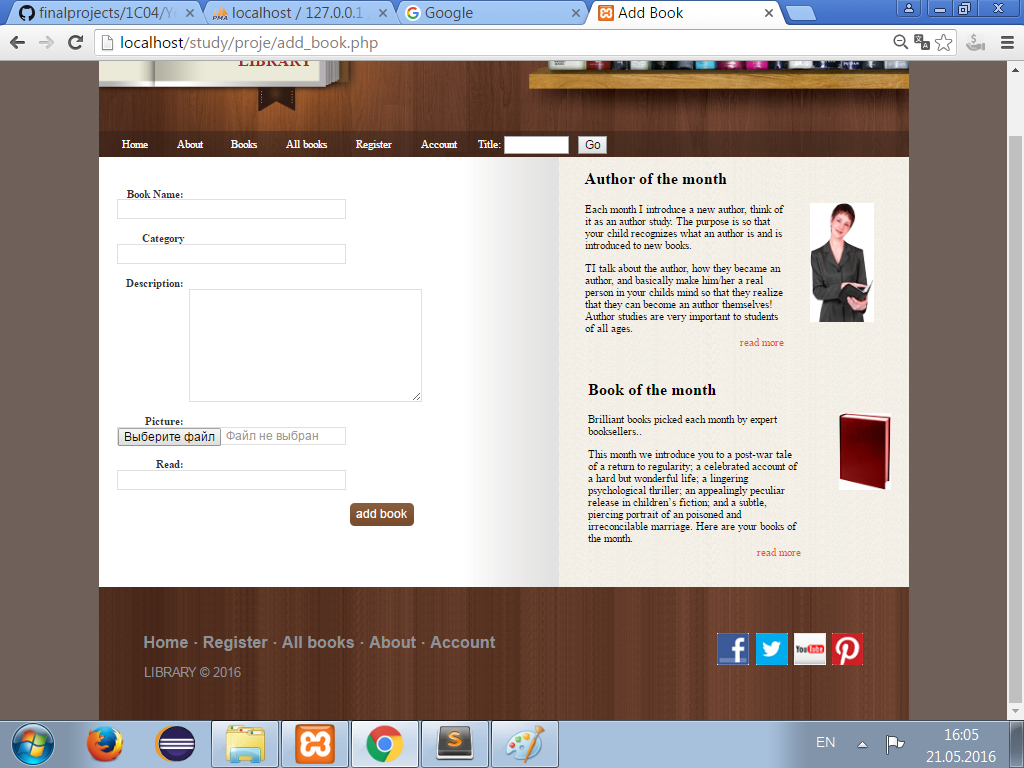 finalprojects/1C04/Y
localhost / 127.0.0.1
Google
Add Book
localhost/study/proje/add_book.php
LIBRARY
Home About Books All books Register Account Title: Go
Book Name:
Category
Description:
Picture:
Выберите файл Файл не выбран
Read:
add book
Author of the month
Each month I introduce a new author, think of
it as an author study. The purpose is so that
your child recognizes what an author is and is
introduced to new books.
TI talk about the author, how they became an
author, and basically make him/her a real
person in your childs mind so that they realize
that they can become an author themselves!
Author studies are very important to students
of all ages.
read more
Book of the month
Brilliant books picked each month by expert
booksellers..
This month we introduce you to a post-war tale
of a return to regularity; a celebrated account of
a hard but wonderful life; a lingering
psychological thriller; an appealingly peculiar
release in children’s fiction; and a subtle,
piercing portrait of an poisoned and
irreconcilable marriage. Here are your books of
the month.
read more
Home · Register · All books · About · Account
LIBRARY © 2016
You Tube
EN
16:05
21.05.2016